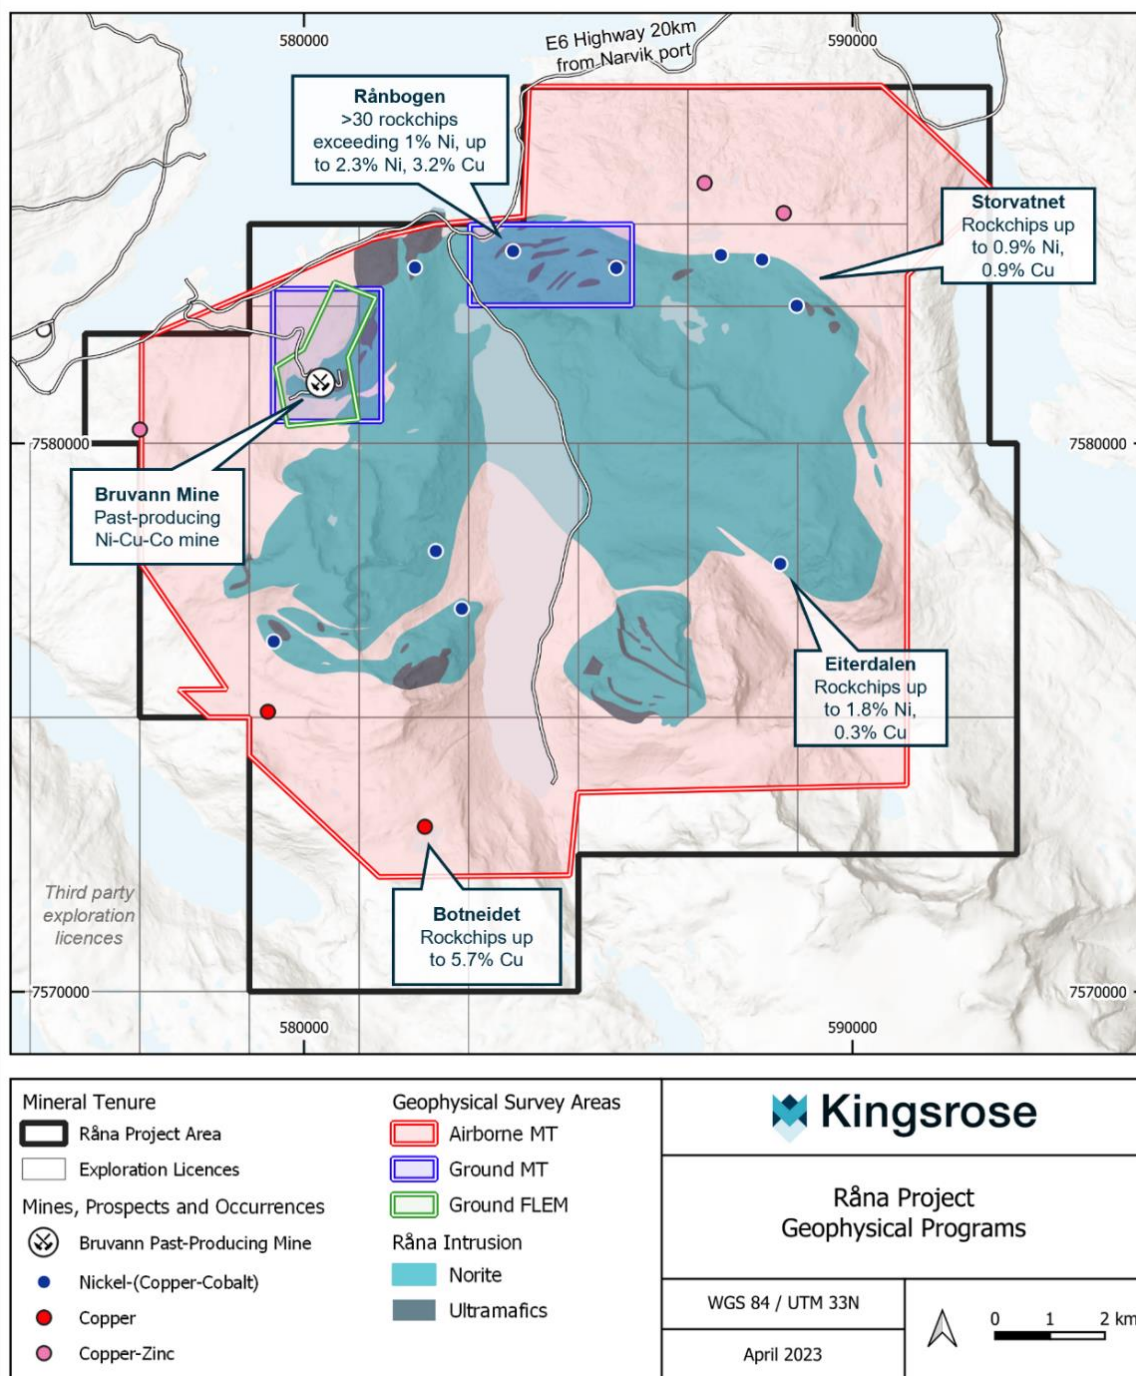 580000
590000
E6 Highway 20km
from Narvik port
Rånbogen
>30 rockchips
exceeding 1% Ni, up
to 2.3% Ni, 3.2% Cu
Storvatnet
Rockchips up
to 0.9% Ni,
0.9% Cu
7580000
7580000
Bruvann Mine
Past-producing
Ni-Cu-Co mine
Eiterdalen
Rockchips up
to 1.8% Ni,
0.3% Cu
Third party
exploration
licences
Botneidet
Rockchips up
to 5.7% Cu
7570000
7570000
580000
590000
Mineral Tenure
Råna Project Area
Exploration Licences
Mines, Prospects and Occurrences
Bruvann Past-Producing Mine
Nickel-(Copper-Cobalt)
Copper
Copper-Zinc
Geophysical Survey Areas
Airborne MT
Ground MT
Ground FLEM
Råna Intrusion
Norite
Ultramafics
Kingsrose
Råna Project
Geophysical Programs
WGS 84 / UTM 33N
April 2023
0 1 2 km